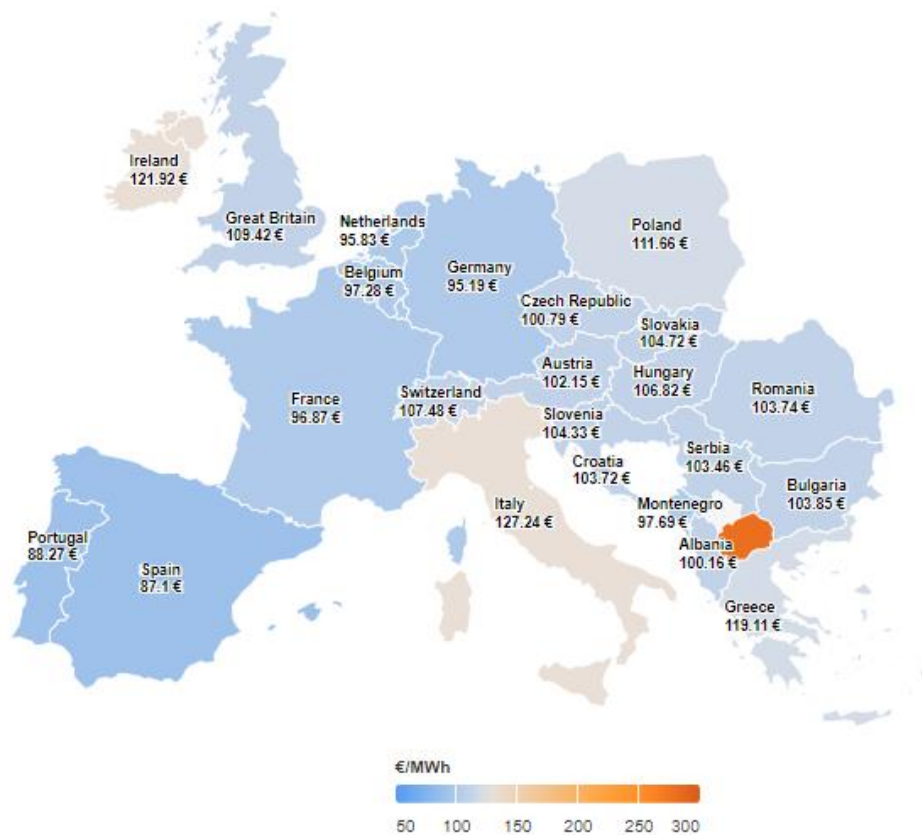 Ireland
121.92 €
Great Britain
109.42 €
Netherlands
95.83 €
Belgium
97.28 €
Germany
95.19 €
Poland
111.66 €
Czech Republic
100.79 €
Slovakia
104.72 €
Austria
102.15 €
Hungary
106.82 €
France
96.87 €
Switzerland
107.48 €
Romania
103.74 €
Slovenia
104.33 €
Serbia
103.46 €
Croatia
103.72 €
Bulgaria
103.85 €
Italy
127.24 €
Montenegro
97.69 €
Portugal
88.27 €
Spain
87.1 €
Albania
100.16 €
Greece
119.11 €
€/MWh
50 100 150 200 250 300